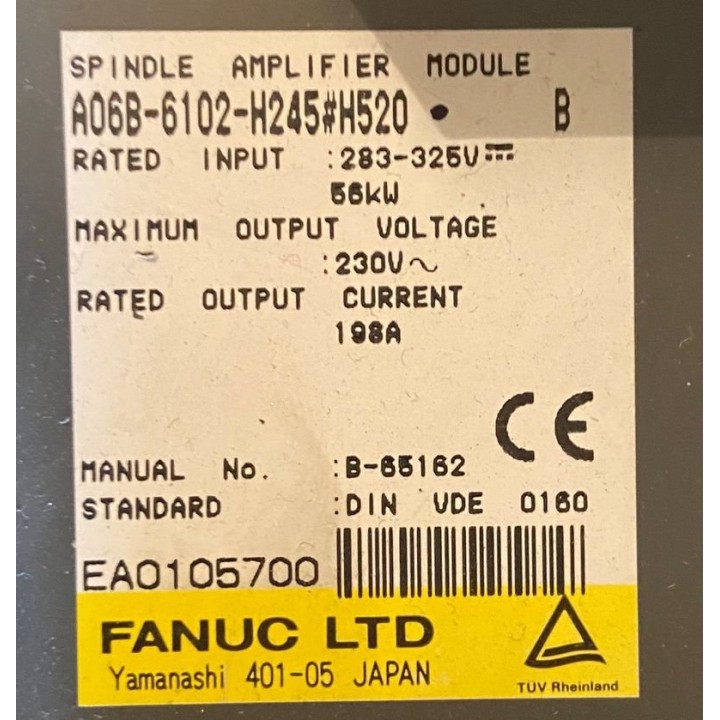 SPINDLE AMPLIFIER MODULE
A06B-6102-H245#H520 • B
RATED INPUT :283-325V⎓
56kW
MAXIMUM OUTPUT VOLTAGE
:230V∼
RATED OUTPUT CURRENT
198A
CE
MANUAL No. :B-65162
STANDARD :DIN VDE 0160
EA0105700
FANUC LTD
Yamanashi 401-05 JAPAN
TÜV Rheinland